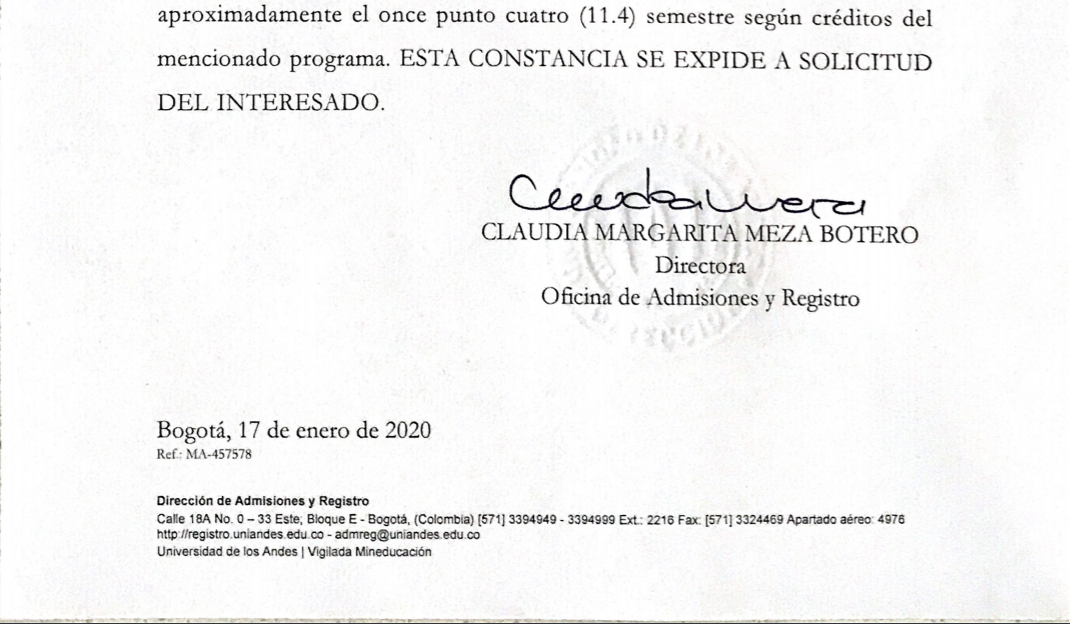 aproximadamente el once punto cuatro (11.4) semestre según créditos del
mencionado programa. ESTA CONSTANCIA SE EXPIDE A SOLICITUD
DEL INTERESADO.
CLAUDIA MARGARITA MEZA BOTERO
Directora
Oficina de Admisiones y Registro
Bogotá, 17 de enero de 2020
Ref.: MA-457578
Dirección de Admisiones y Registro
Calle 18A No. 0 – 33 Este, Bloque E - Bogotá, (Colombia) [571] 3394949 - 3394999 Ext.: 2216 Fax: [571] 3324469 Apartado aéreo: 4976
http://registro.uniandes.edu.co - admreg@uniandes.edu.co
Universidad de los Andes | Vigilada Mineducación